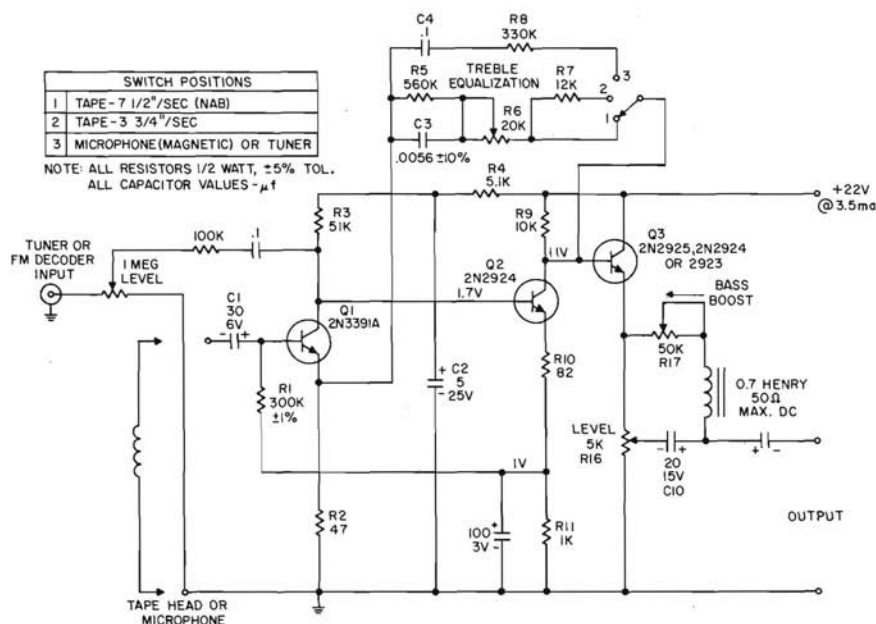 C4
.1
R8
330K
SWITCH POSITIONS
1 TAPE-7 1/2"/SEC (NAB)
2 TAPE-3 3/4"/SEC
3 MICROPHONE(MAGNETIC) OR TUNER
NOTE: ALL RESISTORS 1/2 WATT, ±5% TOL.
ALL CAPACITOR VALUES-μf
R5
560K
TREBLE
EQUALIZATION
R7
12K
3
2
1
C3
.0056 ±10%
R6
20K
R4
5.1K
+22V
@3.5ma
R3
51K
R9
10K
TUNER OR
FM DECODER
INPUT
1 MEG
LEVEL
100K
.1
Q2
2N2924
1.7V
11V
Q3
2N2925,2N2924
OR 2923
BASS
BOOST
C1
30
6V
- +
Q1
2N3391A
50K
R17
R1
300K
±1%
+ C2
5
-25V
R10
82
0.7 HENRY
50Ω
MAX. DC
LEVEL
5K
R16
- +
20
15V
C10
+ -
1V
R2
47
100
3V
+
-
R11
1K
OUTPUT
TAPE HEAD OR
MICROPHONE